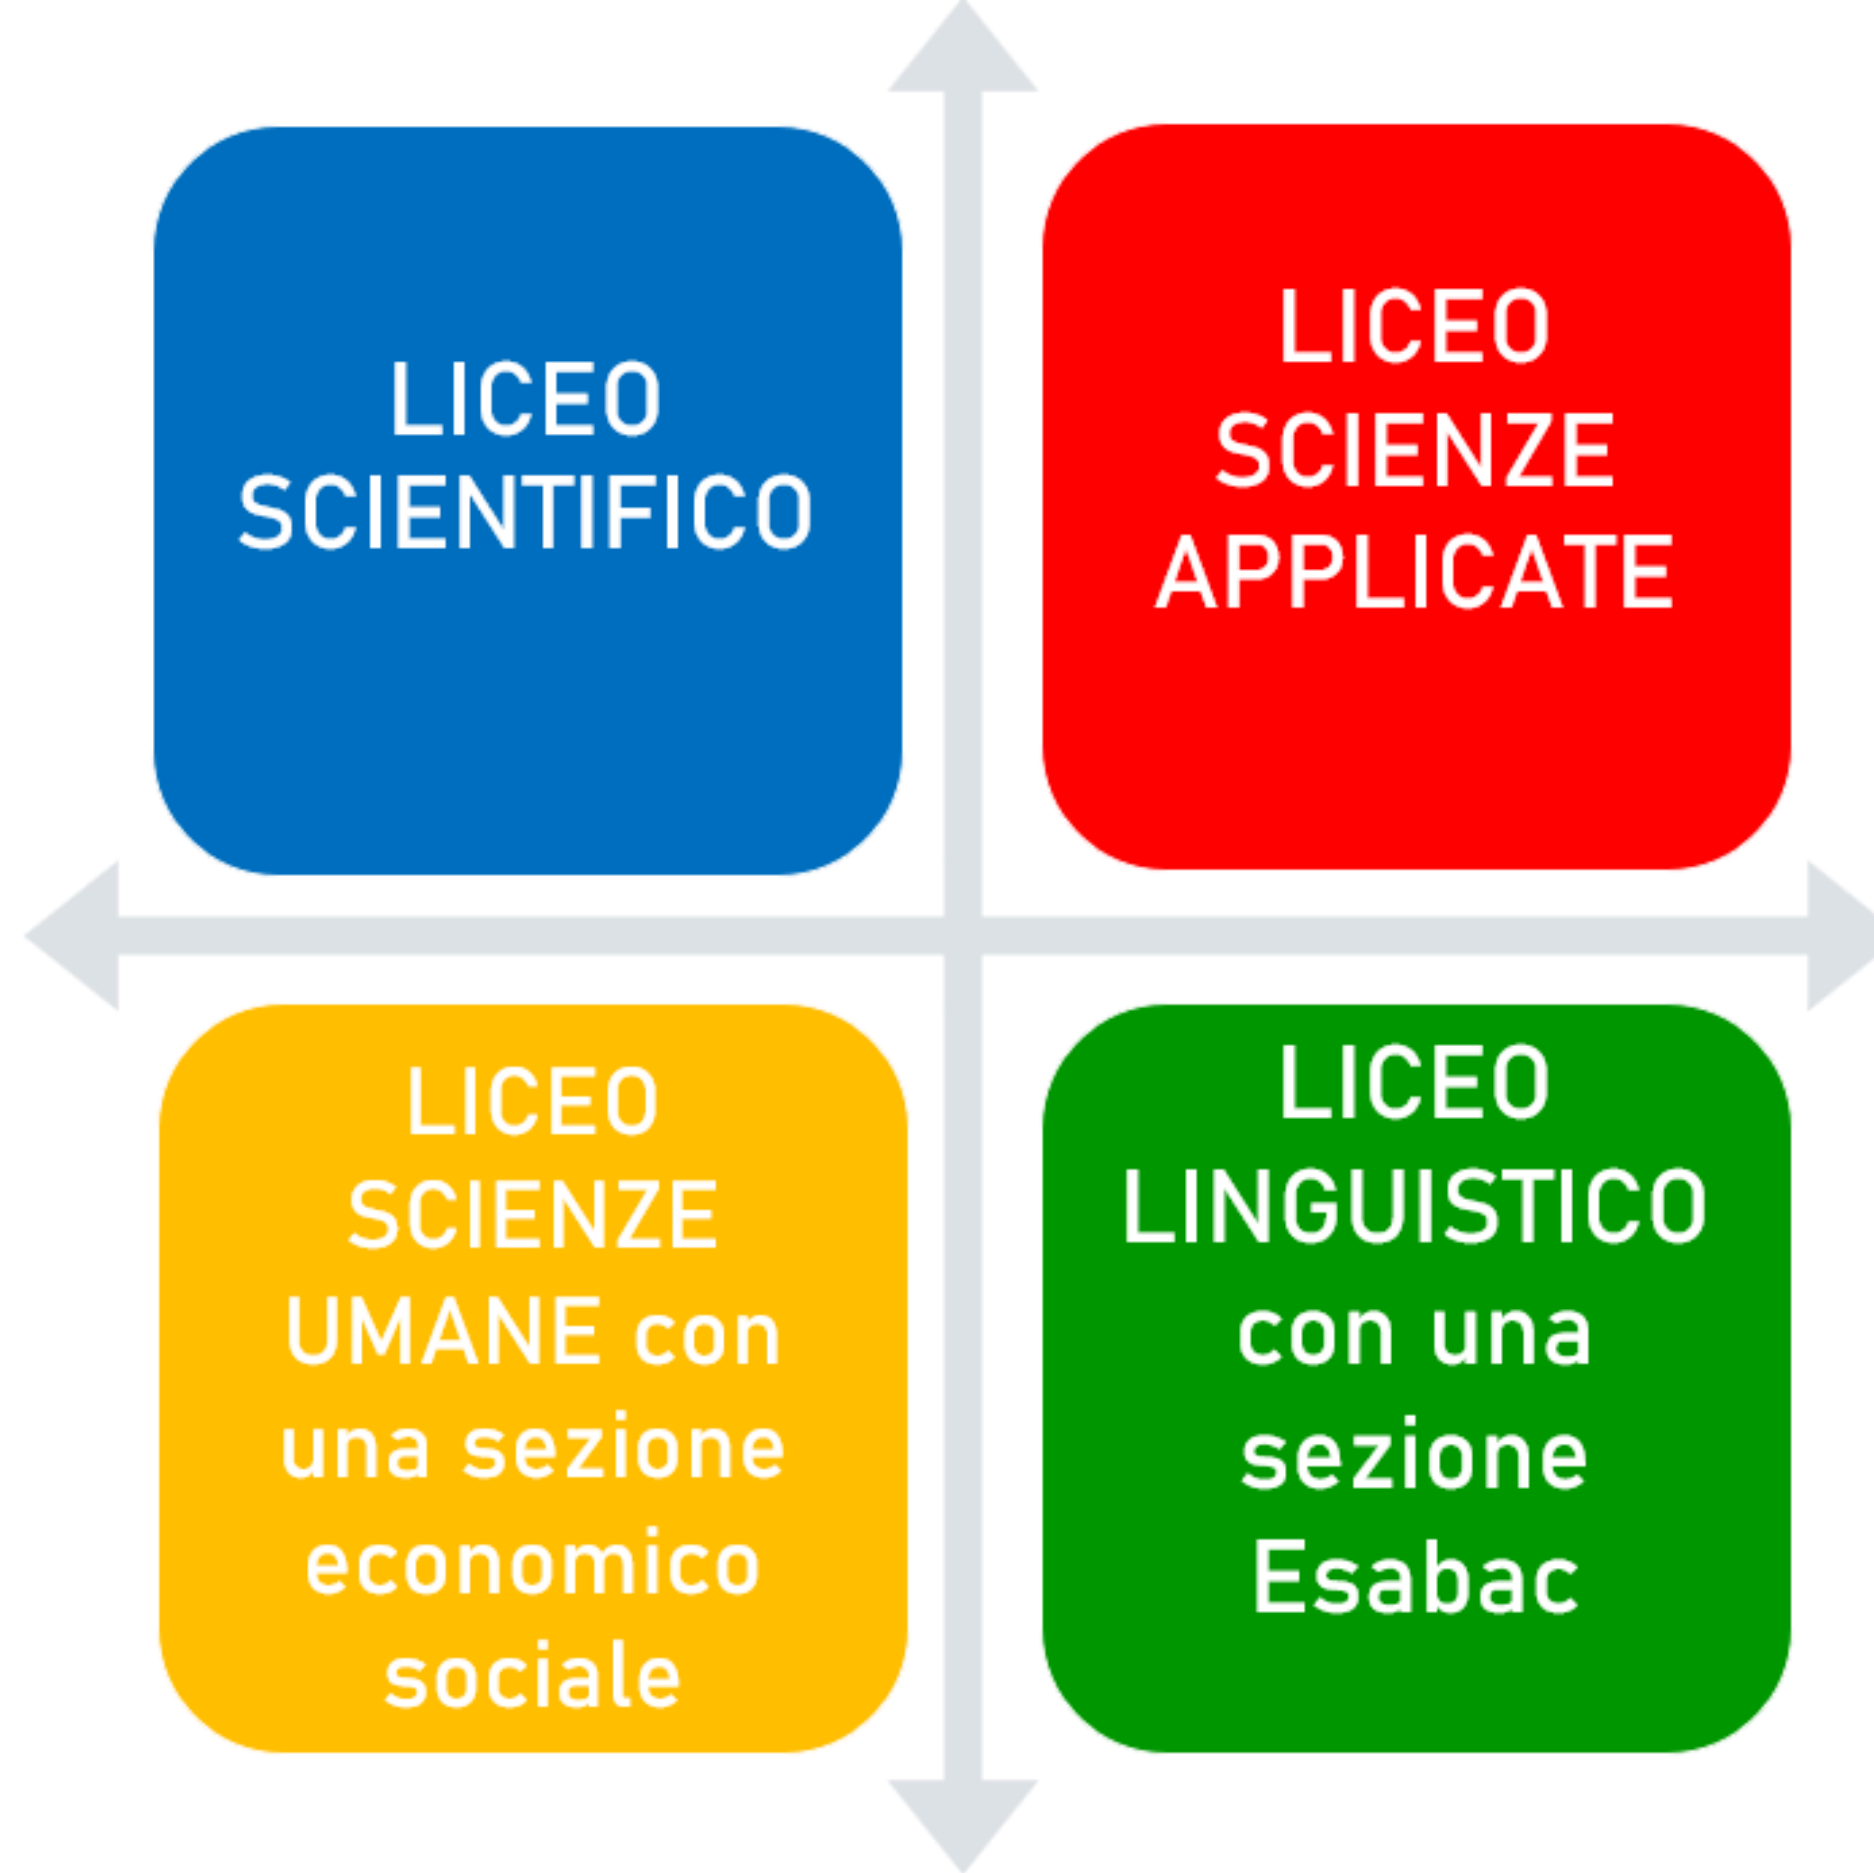 LICEO
SCIENTIFICO
LICEO
SCIENZE
APPLICATE
LICEO
SCIENZE
UMANE con
una sezione
economico
sociale
LICEO
LINGUISTICO
con una
sezione
Esabac